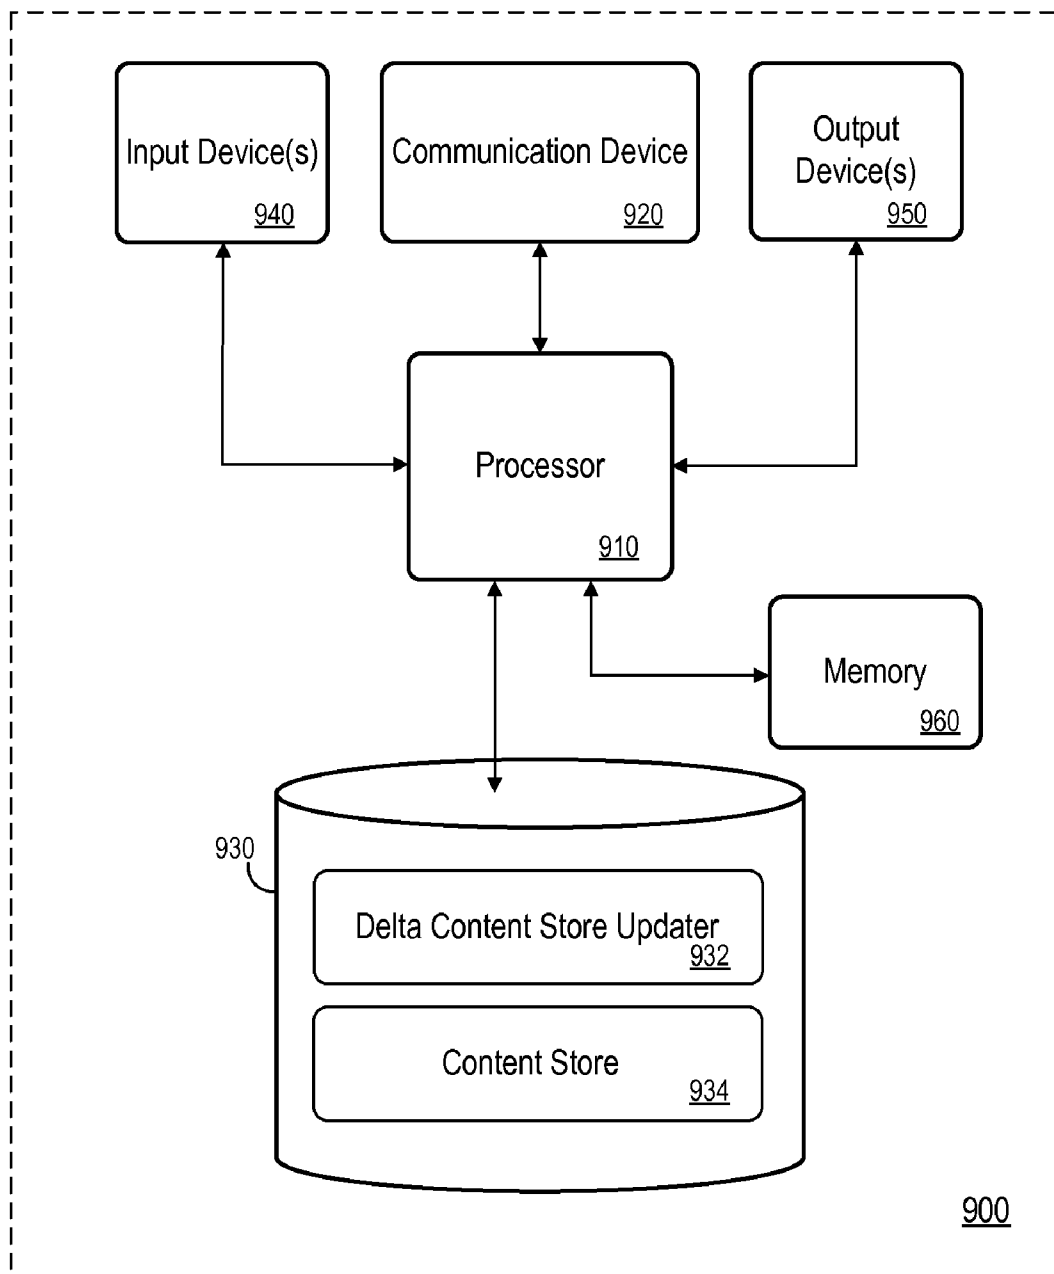 Input Device(s)
940
Communication Device
920
Output
Device(s)
950
Processor
910
Memory
960
930
Delta Content Store Updater
932
Content Store
934
900